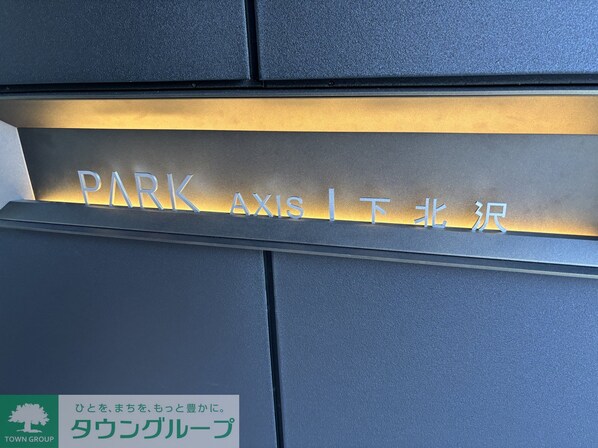 PARK AXIS | 下北沢
ひとを、まちを、もっと豊かに。
タウングループ
TOWN GROUP